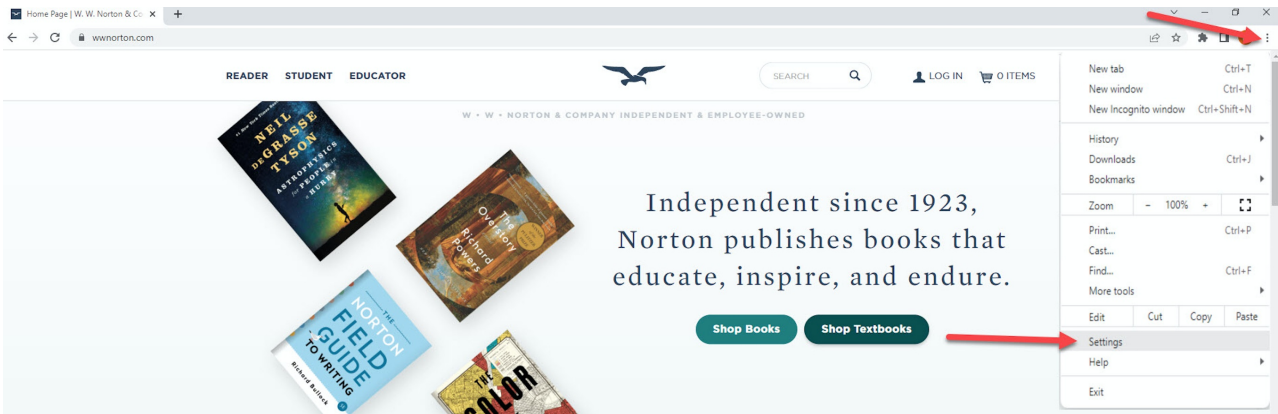 Home Page | W. W. Norton & Co
wwnorton.com
READER STUDENT EDUCATOR
SEARCH
LOG IN
0 ITEMS
W • W • NORTON & COMPANY INDEPENDENT & EMPLOYEE-OWNED
NEIL
DEGRASSE
TYSON
ASTROPHYSICS
for PEOPLE in
a HURRY
The
Overstory
Richard
Powers
THE
NORTON
FIELD
GUIDE
TO WRITING
Richard Bullock
THE
COLOR
Independent since 1923,
Norton publishes books that
educate, inspire, and endure.
Shop Books
Shop Textbooks
New tab Ctrl+T
New window Ctrl+N
New Incognito window Ctrl+Shift+N
History
Downloads Ctrl+J
Bookmarks
Zoom - 100% +
Print... Ctrl+P
Cast...
Find... Ctrl+F
More tools
Edit Cut Copy Paste
Settings
Help
Exit